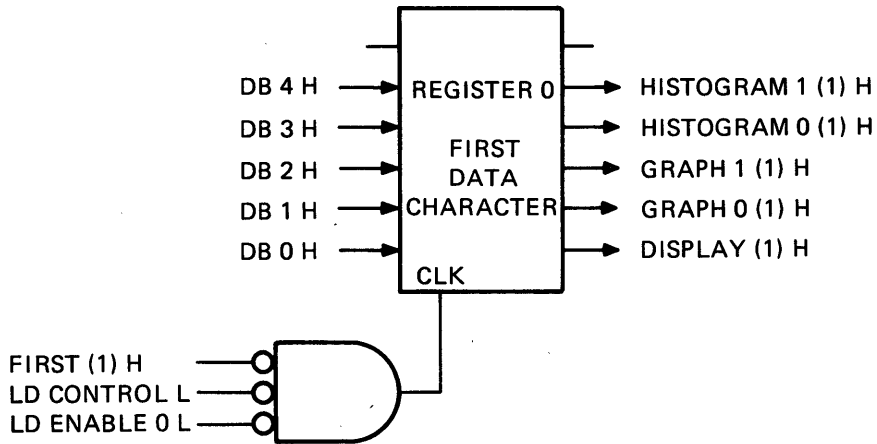 DB 4 H
DB 3 H
DB 2 H
DB 1 H
DB 0 H
REGISTER 0
FIRST
DATA
CHARACTER
CLK
HISTOGRAM 1 (1) H
HISTOGRAM 0 (1) H
GRAPH 1 (1) H
GRAPH 0 (1) H
DISPLAY (1) H
FIRST (1) H
LD CONTROL L
LD ENABLE 0 L